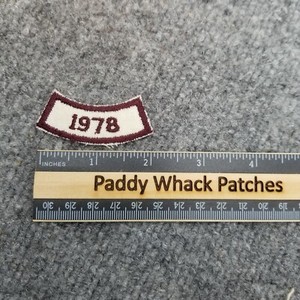 1978
INCHES 1 2 3 4
Paddy Whack Patches